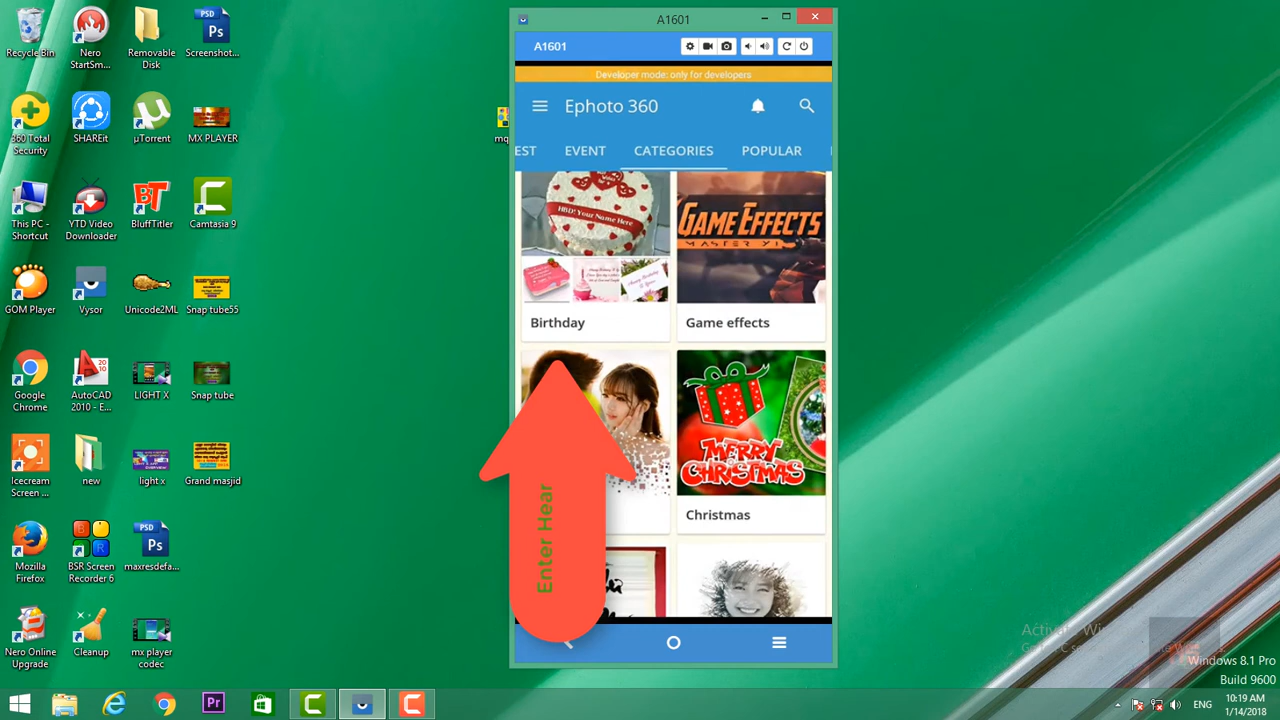 Recycle Bin
Nero
StartSm...
Removable
Disk
Screenshot...
360 Total
Security
SHAREit
µTorrent
MX PLAYER
This PC -
Shortcut
YTD Video
Downloader
BluffTitler
Camtasia 9
GOM Player
Vysor
Unicode2ML
Snap tube55
Google
Chrome
AutoCAD
2010 - E...
LIGHT X
Snap tube
Icecream
Screen ...
new
light x
Grand masjid
Mozilla
Firefox
BSR Screen
Recorder 6
maxresdefa...
Nero Online
Upgrade
Cleanup
mx player
codec
A1601
A1601
Developer mode: only for developers
Ephoto 360
EST
EVENT
CATEGORIES
POPULAR
HBD! Your Name Here
GAME EFFECTS
MASTER YI
Birthday
Game effects
MERRY
CHRISTMAS
Christmas
Enter Hear
Windows 8.1 Pro
Build 9600
ENG
10:19 AM
1/14/2018